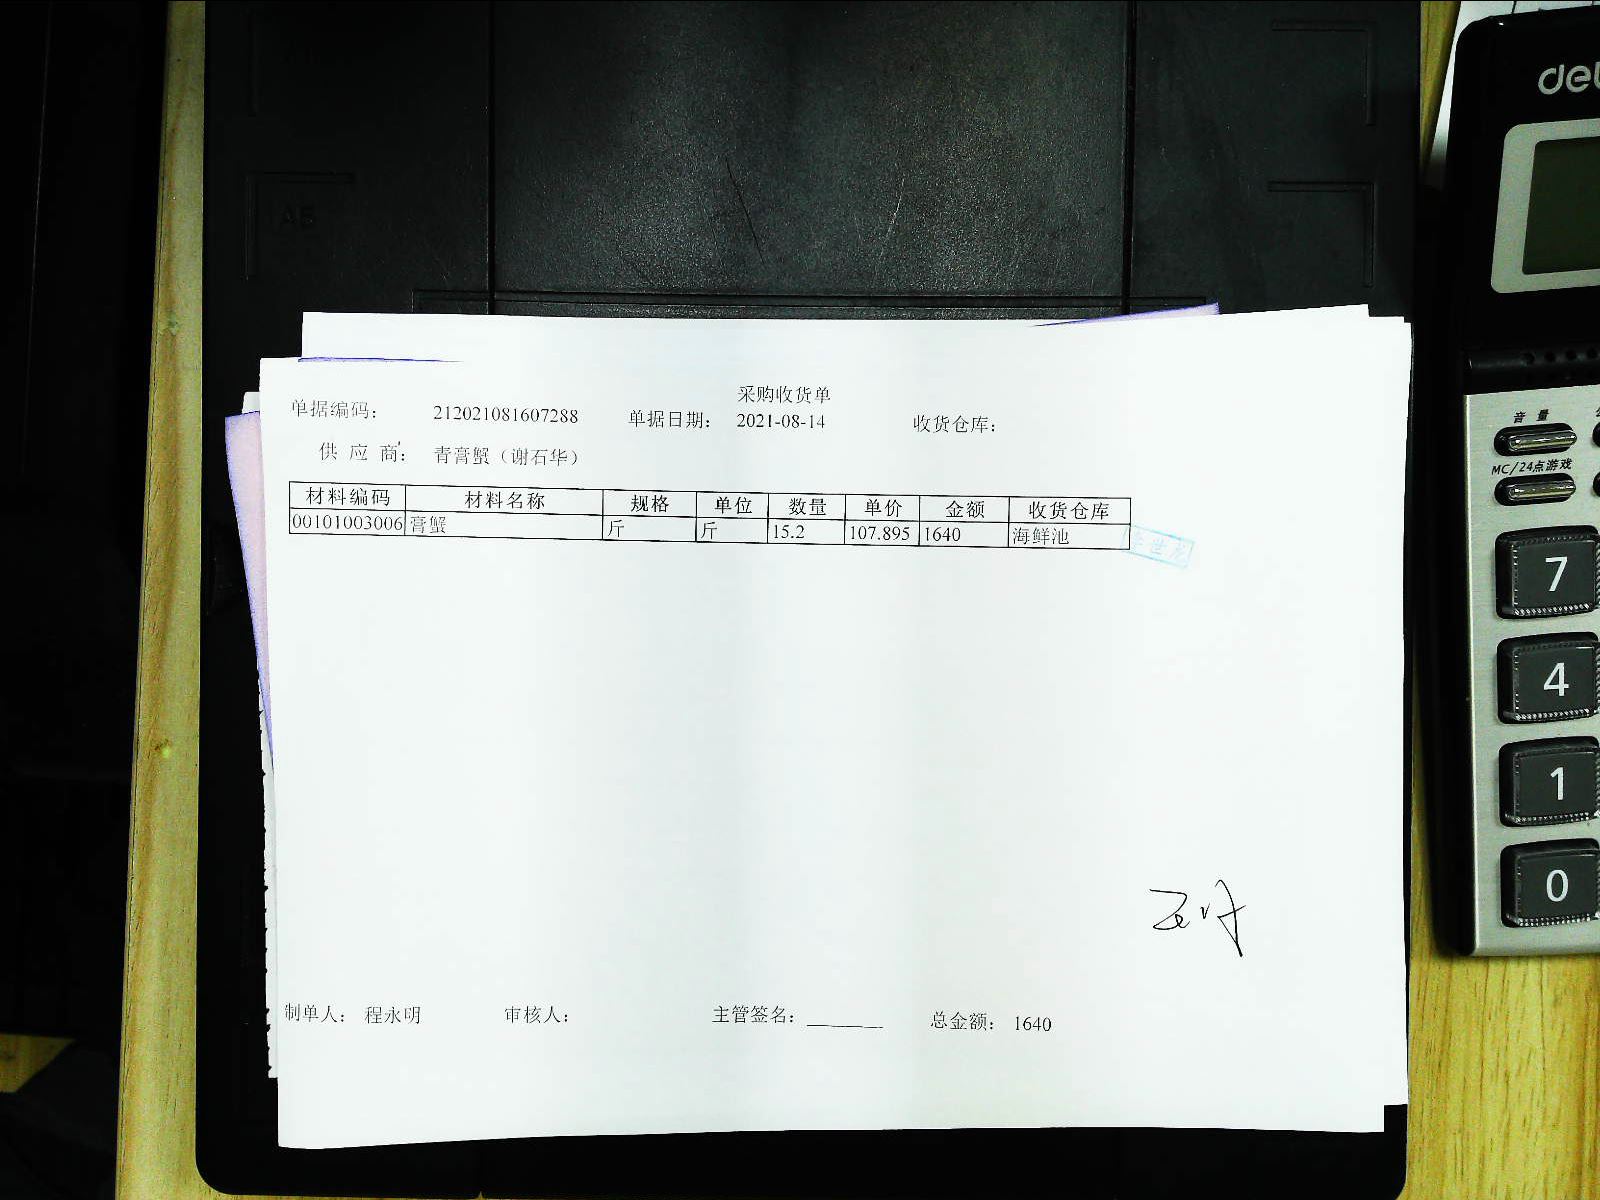 采购收货单
单据编码： 212021081607288 单据日期： 2021-08-14 收货仓库：
供 应 商： 青膏蟹（谢石华）
材料编码 材料名称 规格 单位 数量 单价 金额 收货仓库
00101003006 膏蟹 斤 斤 15.2 107.895 1640 海鲜池
制单人： 程永明 审核人： 主管签名： ________ 总金额： 1640
音 量
MC/24点游戏
7
4
1
0